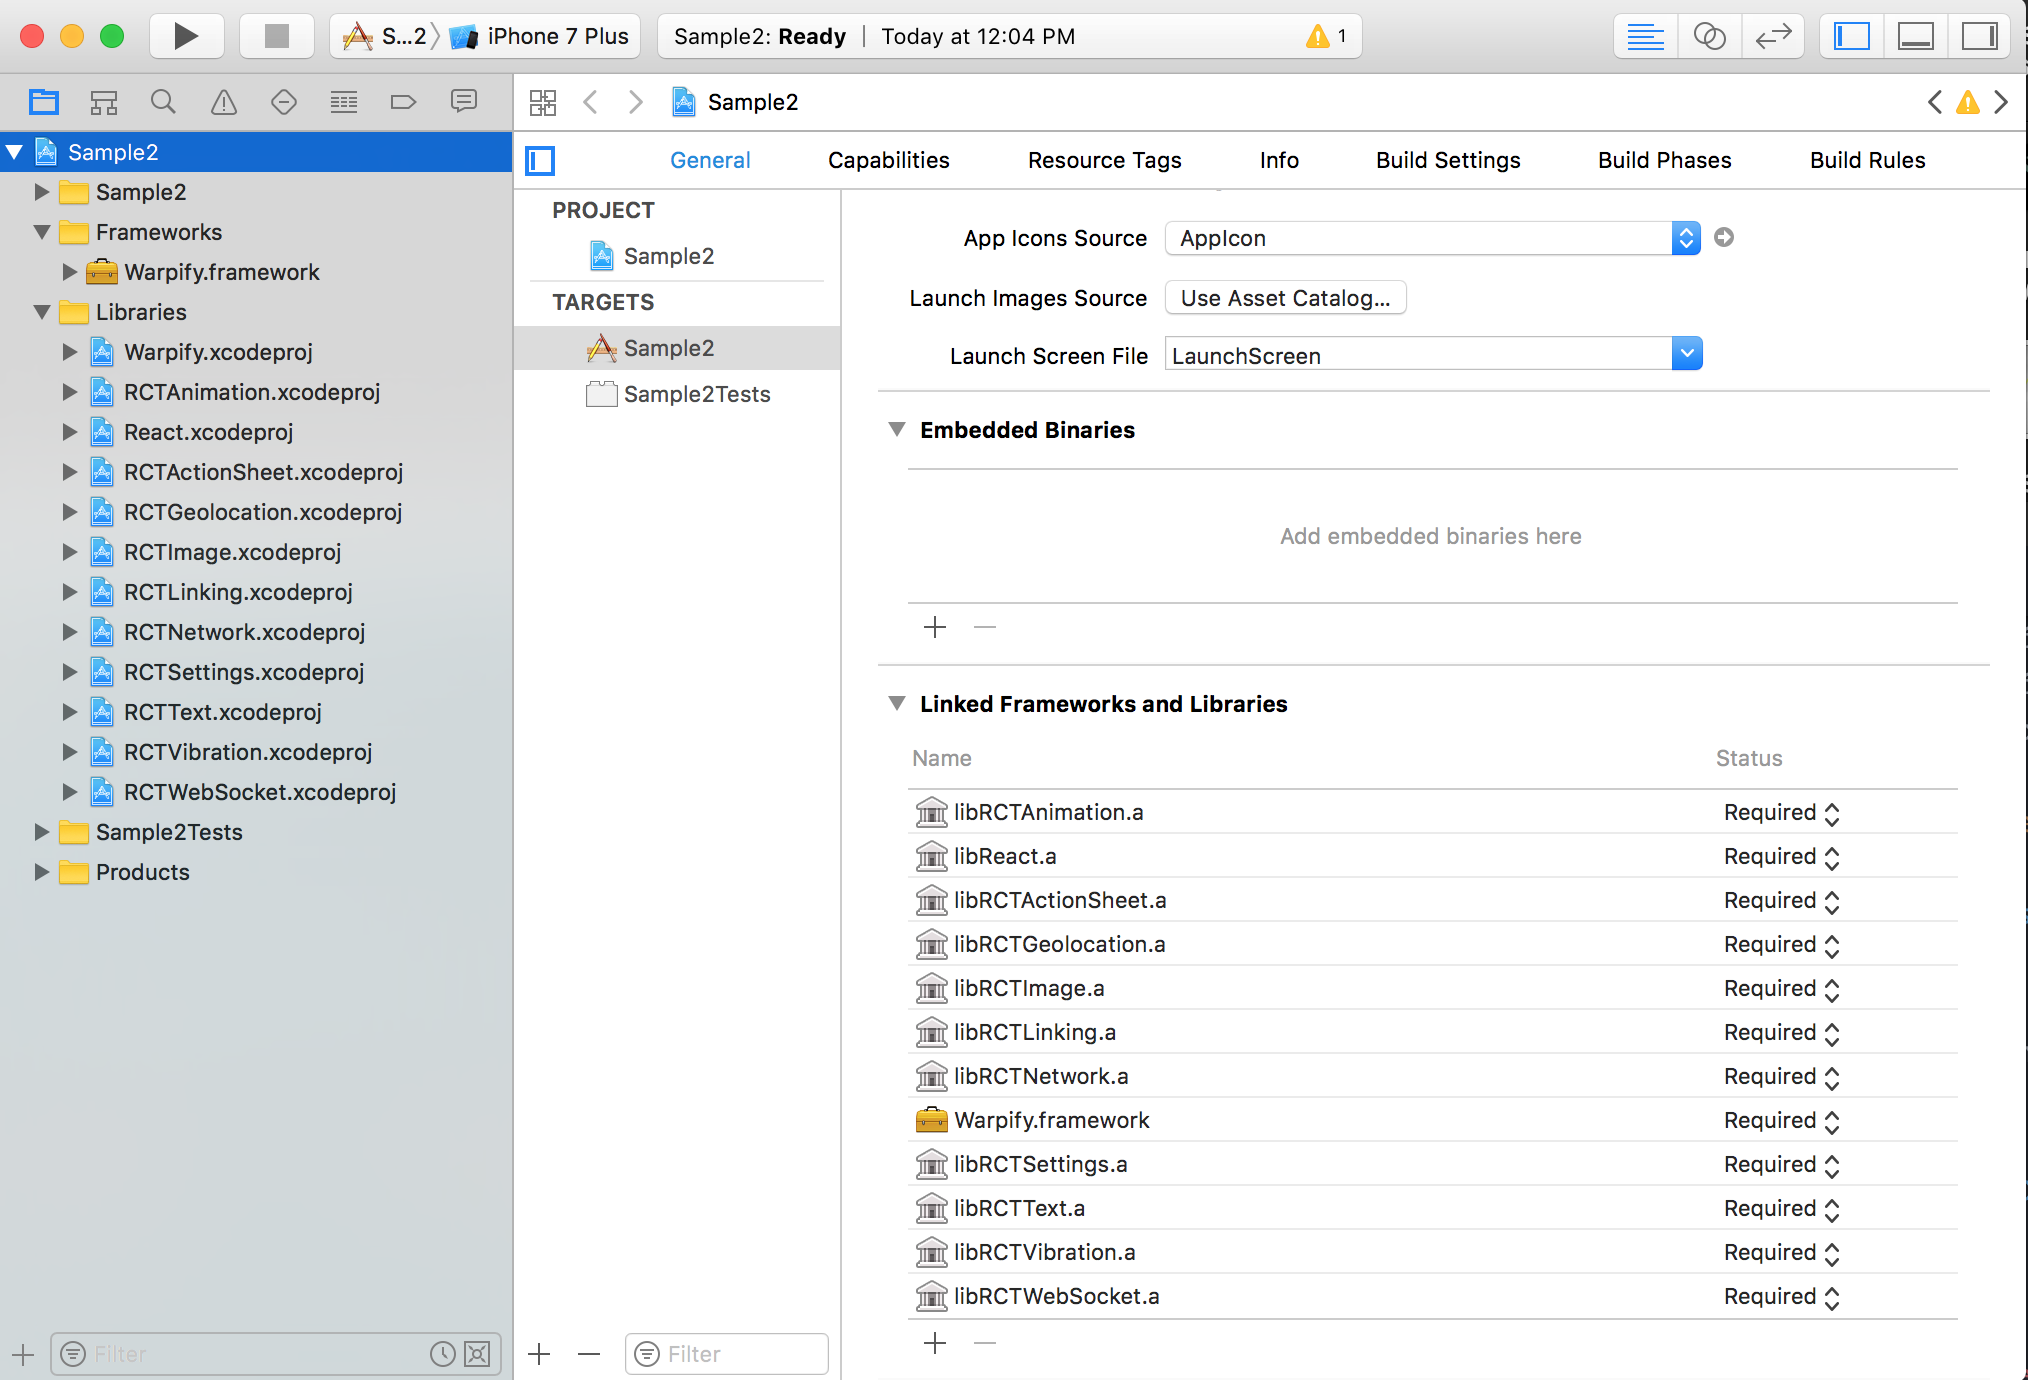 S...2 iPhone 7 Plus Sample2: Ready Today at 12:04 PM 1
Sample2
General Capabilities Resource Tags Info Build Settings Build Phases Build Rules
Sample2
Sample2
Frameworks
Warpify.framework
Libraries
Warpify.xcodeproj
RCTAnimation.xcodeproj
React.xcodeproj
RCTActionSheet.xcodeproj
RCTGeolocation.xcodeproj
RCTImage.xcodeproj
RCTLinking.xcodeproj
RCTNetwork.xcodeproj
RCTSettings.xcodeproj
RCTText.xcodeproj
RCTVibration.xcodeproj
RCTWebSocket.xcodeproj
Sample2Tests
Products
Filter
PROJECT
Sample2
TARGETS
Sample2
Sample2Tests
Filter
App Icons Source AppIcon
Launch Images Source Use Asset Catalog...
Launch Screen File LaunchScreen
Embedded Binaries
Add embedded binaries here
Linked Frameworks and Libraries
Name Status
libRCTAnimation.a Required
libReact.a Required
libRCTActionSheet.a Required
libRCTGeolocation.a Required
libRCTImage.a Required
libRCTLinking.a Required
libRCTNetwork.a Required
Warpify.framework Required
libRCTSettings.a Required
libRCTText.a Required
libRCTVibration.a Required
libRCTWebSocket.a Required